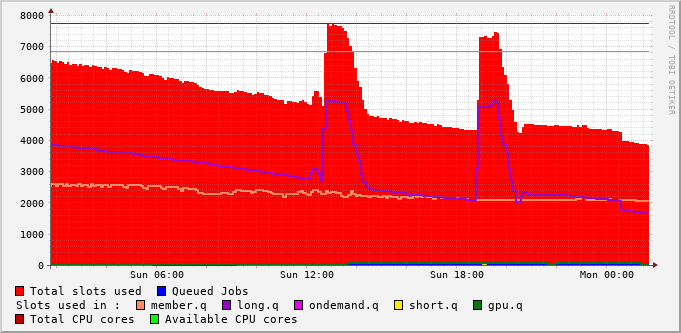 8000
7000
6000
5000
4000
3000
2000
1000
0
Sun 06:00 Sun 12:00 Sun 18:00 Mon 00:00
Total slots used Queued Jobs
Slots used in : member.q long.q ondemand.q short.q gpu.q
Total CPU cores Available CPU cores
RRDTOOL / TOBI OETIKER